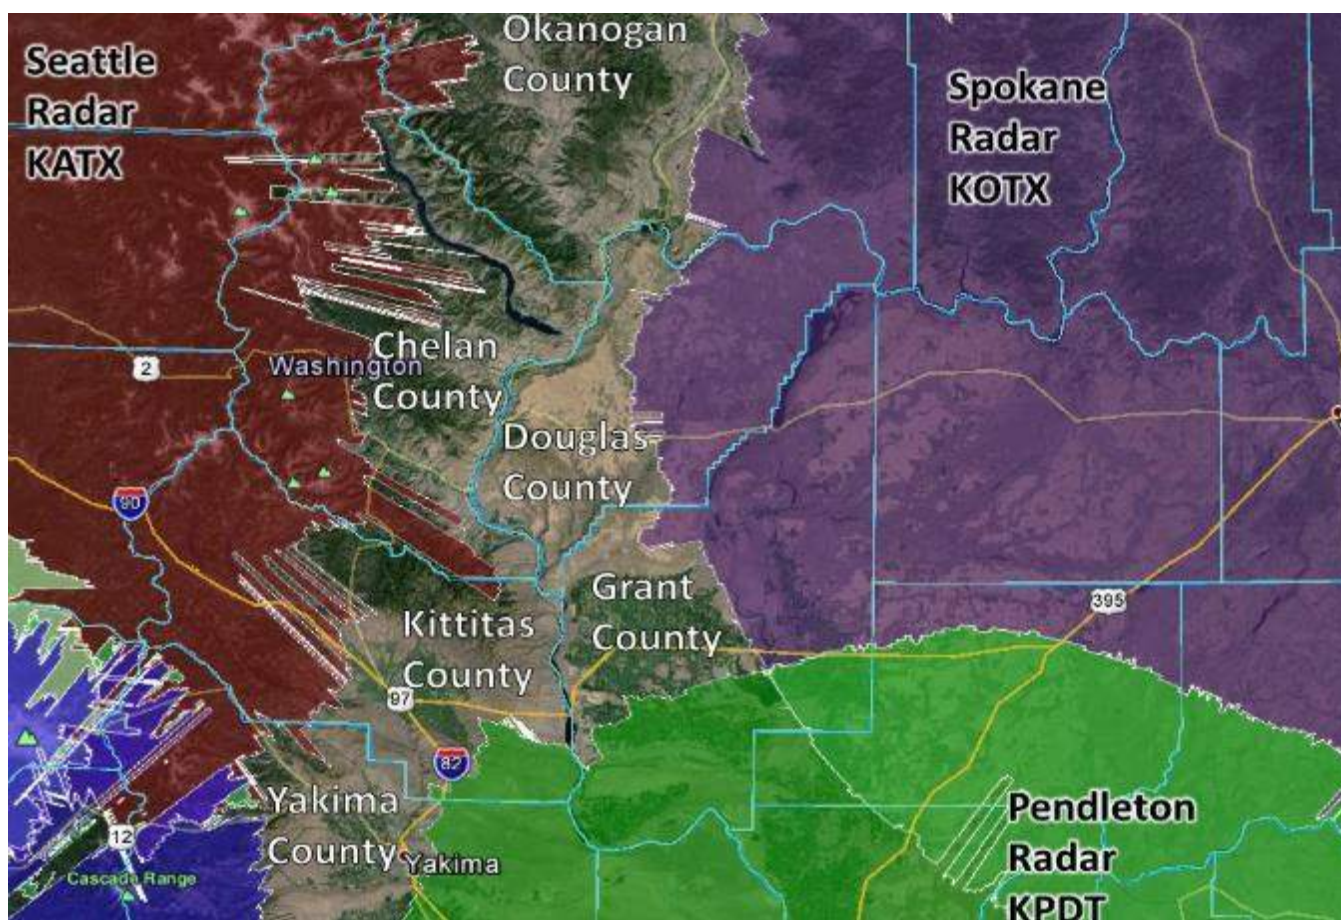 Okanogan
County
Seattle
Radar
KATX
Spokane
Radar
KOTX
2
Washington
Chelan
County
Douglas
County
90
Grant
County
395
Kittitas
County
97
82
Yakima
County
Yakima
12
Cascade Range
Pendleton
Radar
KPDT